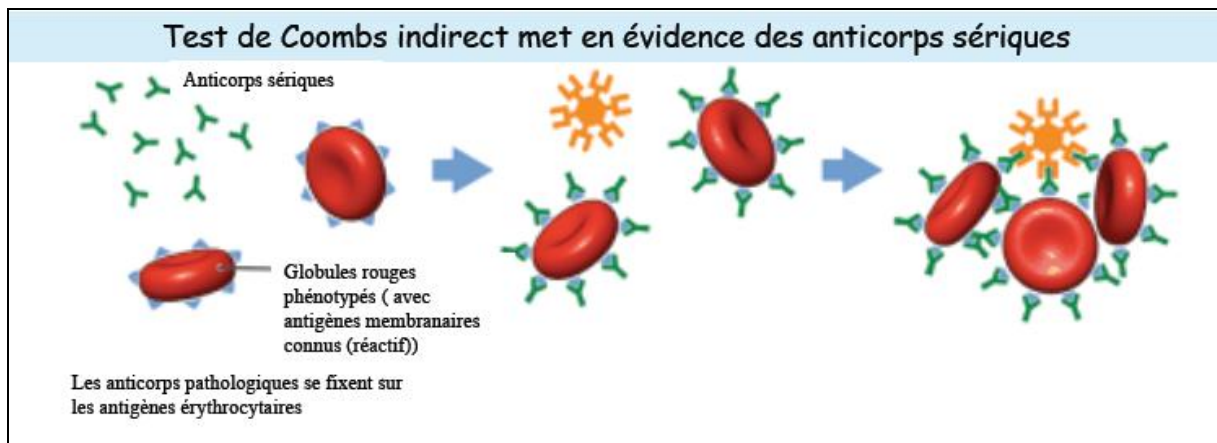 Test de Coombs indirect met en évidence des anticorps sériques
Anticorps sériques
Globules rouges
phénotypés ( avec
antigènes membranaires
connus (réactif))
Les anticorps pathologiques se fixent sur
les antigènes érythrocytaires